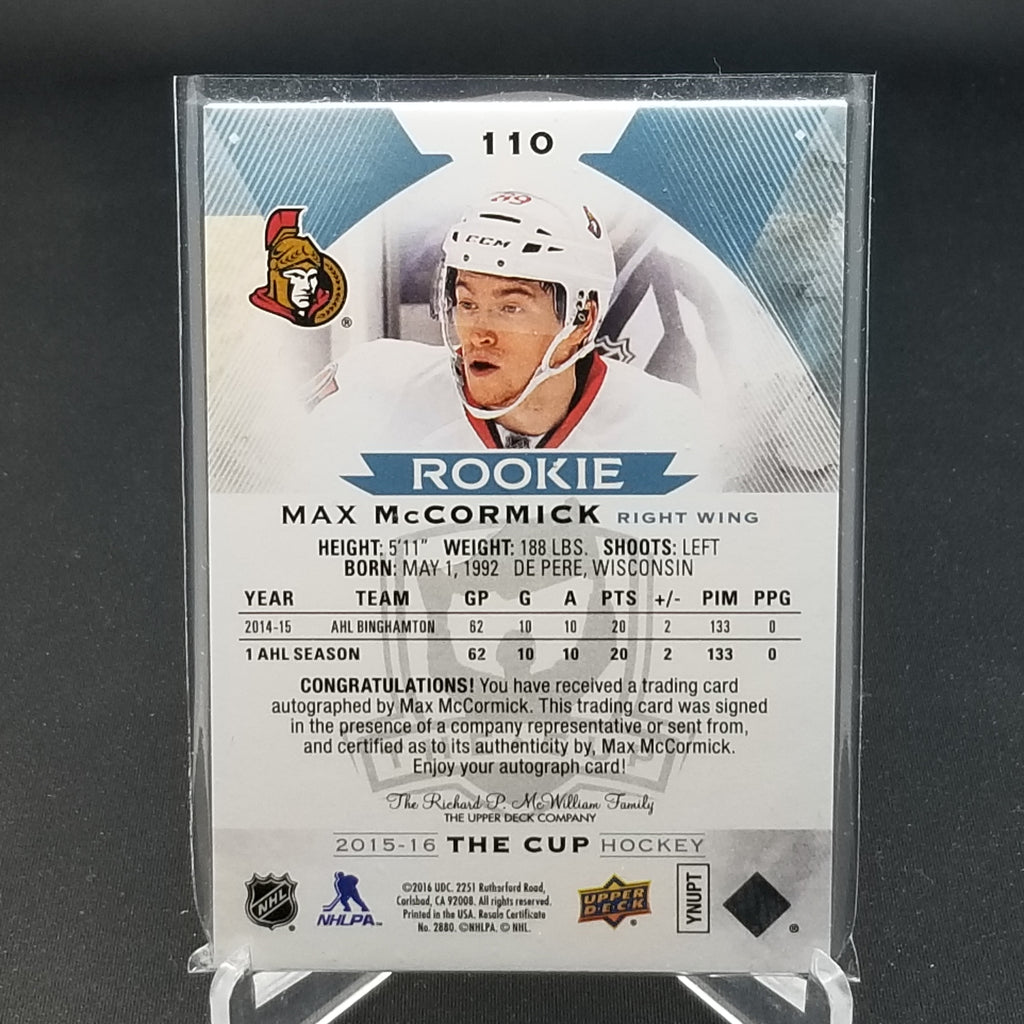 110
89
CCM
®
ROOKIE
MAX McCORMICK RIGHT WING
HEIGHT: 5'11" WEIGHT: 188 LBS. SHOOTS: LEFT
BORN: MAY 1, 1992 DE PERE, WISCONSIN
YEAR TEAM GP G A PTS +/- PIM PPG
2014-15 AHL BINGHAMTON 62 10 10 20 2 133 0
1 AHL SEASON 62 10 10 20 2 133 0
CONGRATULATIONS! You have received a trading card
autographed by Max McCormick. This trading card was signed
in the presence of a company representative or sent from,
and certified as to its authenticity by, Max McCormick.
Enjoy your autograph card!
THE CUP
The Richard P. McWilliam Family
THE UPPER DECK COMPANY
2015-16 THE CUP HOCKEY
NHL ®
NHLPA™
©2016 UDC. 2251 Rutherford Road,
Carlsbad, CA 92008. All rights reserved.
Printed in the USA. Resale Certificate
No. 2880. ©NHLPA. © NHL.
UPPER DECK ®
YNUPT
®